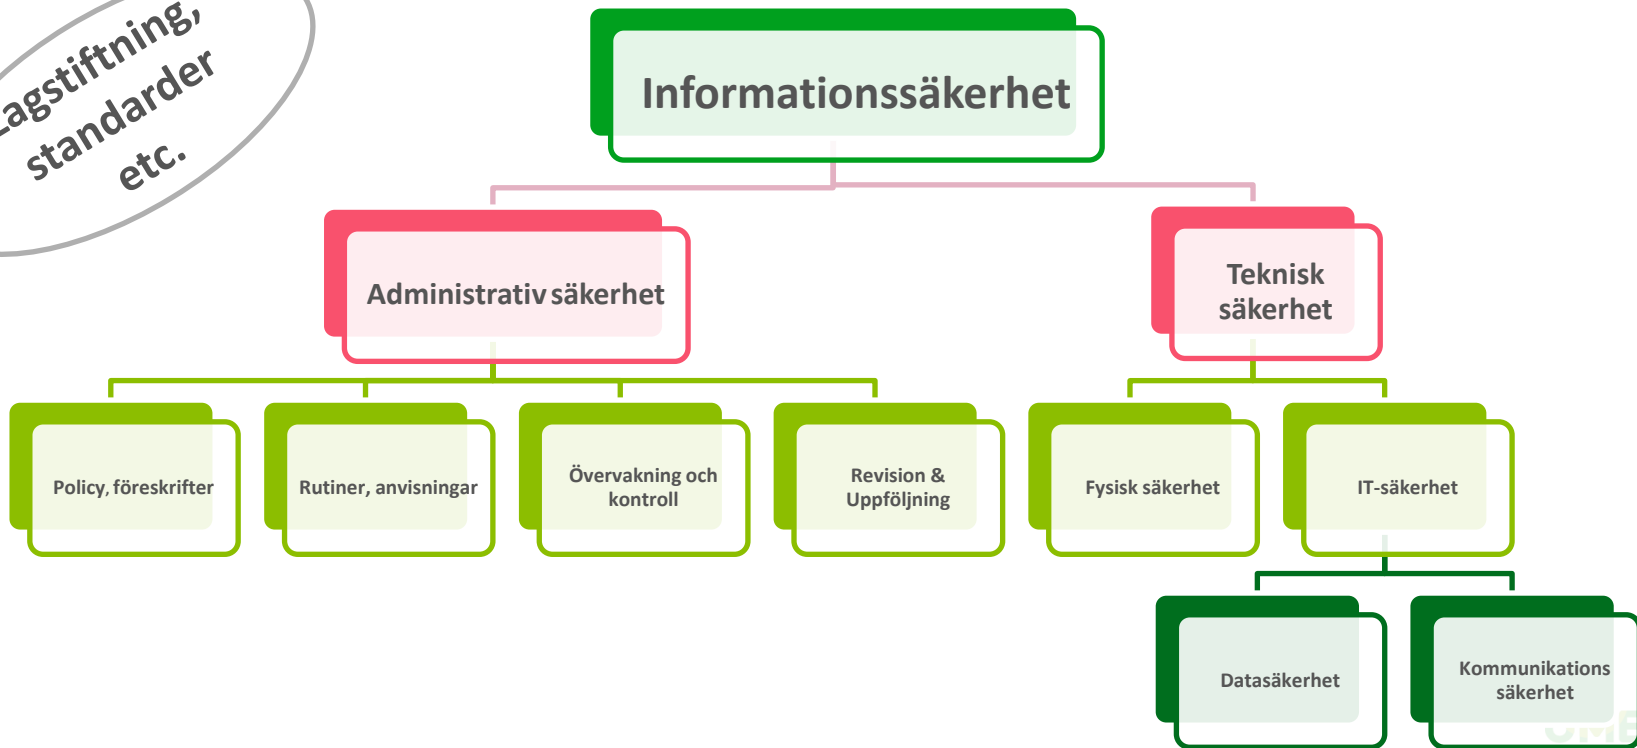 Lagstiftning,
standarder
etc.
Informationssäkerhet
Administrativ säkerhet
Teknisk
säkerhet
Policy, föreskrifter
Rutiner, anvisningar
Övervakning och
kontroll
Revision &
Uppföljning
Fysisk säkerhet
IT-säkerhet
Datasäkerhet
Kommunikations
säkerhet